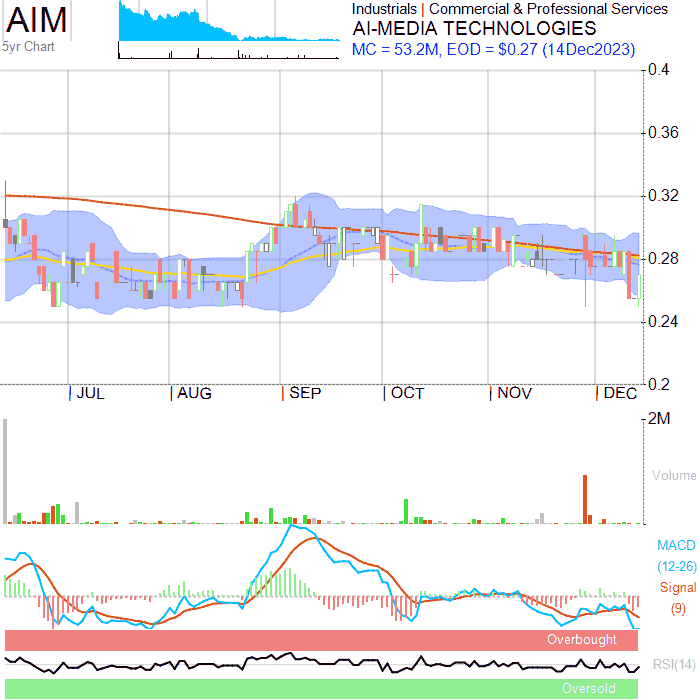 AIM
5yr Chart
Industrials | Commercial & Professional Services
AI-MEDIA TECHNOLOGIES
MC = 53.2M, EOD = $0.27 (14Dec2023)
0.4
0.36
0.32
0.28
0.24
0.2
JUL AUG SEP OCT NOV DEC
2M
Volume
MACD
(12-26)
Signal
(9)
Overbought
RSI(14)
Oversold